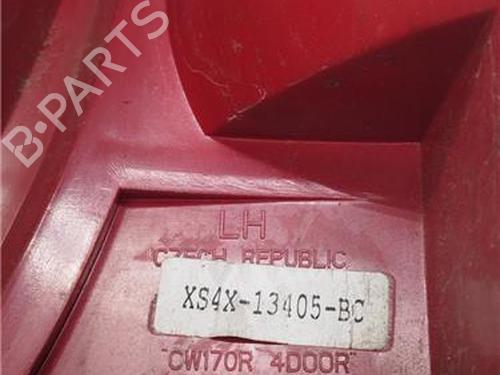 B-PARTS
LH
CZECH REPUBLIC
XS4X-13405-BC
"CW170R 4DOOR"